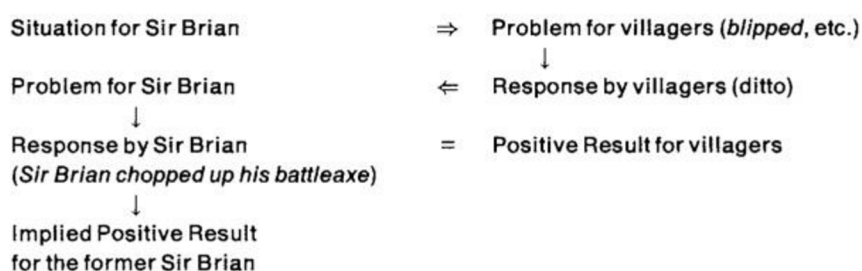 Situation for Sir Brian ⇒ Problem for villagers (blipped, etc.)
↓
Problem for Sir Brian ⇐ Response by villagers (ditto)
↓
Response by Sir Brian = Positive Result for villagers
(Sir Brian chopped up his battleaxe)
↓
Implied Positive Result
for the former Sir Brian